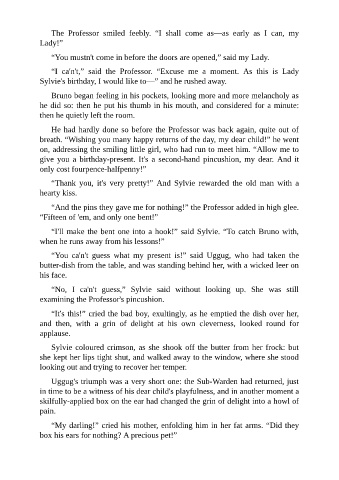 The Professor smiled feebly. “I shall come as—as early as I can, my
Lady!”
“You mustn't come in before the doors are opened,” said my Lady.
“I ca'n't,” said the Professor. “Excuse me a moment. As this is Lady
Sylvie's birthday, I would like to—” and he rushed away.
Bruno began feeling in his pockets, looking more and more melancholy as
he did so: then he put his thumb in his mouth, and considered for a minute:
then he quietly left the room.
He had hardly done so before the Professor was back again, quite out of
breath. “Wishing you many happy returns of the day, my dear child!” he went
on, addressing the smiling little girl, who had run to meet him. “Allow me to
give you a birthday-present. It's a second-hand pincushion, my dear. And it
only cost fourpence-halfpenny!”
“Thank you, it's very pretty!” And Sylvie rewarded the old man with a
hearty kiss.
“And the pins they gave me for nothing!” the Professor added in high glee.
“Fifteen of 'em, and only one bent!”
“I'll make the bent one into a hook!” said Sylvie. “To catch Bruno with,
when he runs away from his lessons!”
“You ca'n't guess what my present is!” said Uggug, who had taken the
butter-dish from the table, and was standing behind her, with a wicked leer on
his face.
“No, I ca'n't guess,” Sylvie said without looking up. She was still
examining the Professor's pincushion.
“It's this!” cried the bad boy, exultingly, as he emptied the dish over her,
and then, with a grin of delight at his own cleverness, looked round for
applause.
Sylvie coloured crimson, as she shook off the butter from her frock: but
she kept her lips tight shut, and walked away to the window, where she stood
looking out and trying to recover her temper.
Uggug's triumph was a very short one: the Sub-Warden had returned, just
in time to be a witness of his dear child's playfulness, and in another moment a
skilfully-applied box on the ear had changed the grin of delight into a howl of
pain.
“My darling!” cried his mother, enfolding him in her fat arms. “Did they
box his ears for nothing? A precious pet!”